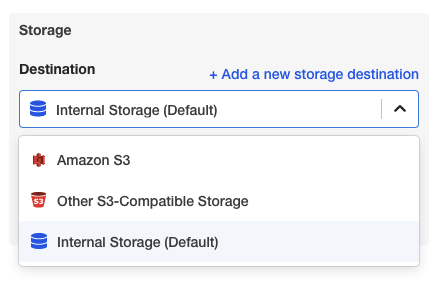 Storage
Destination
+ Add a new storage destination
Internal Storage (Default)
Amazon S3
S3
Other S3-Compatible Storage
Internal Storage (Default)